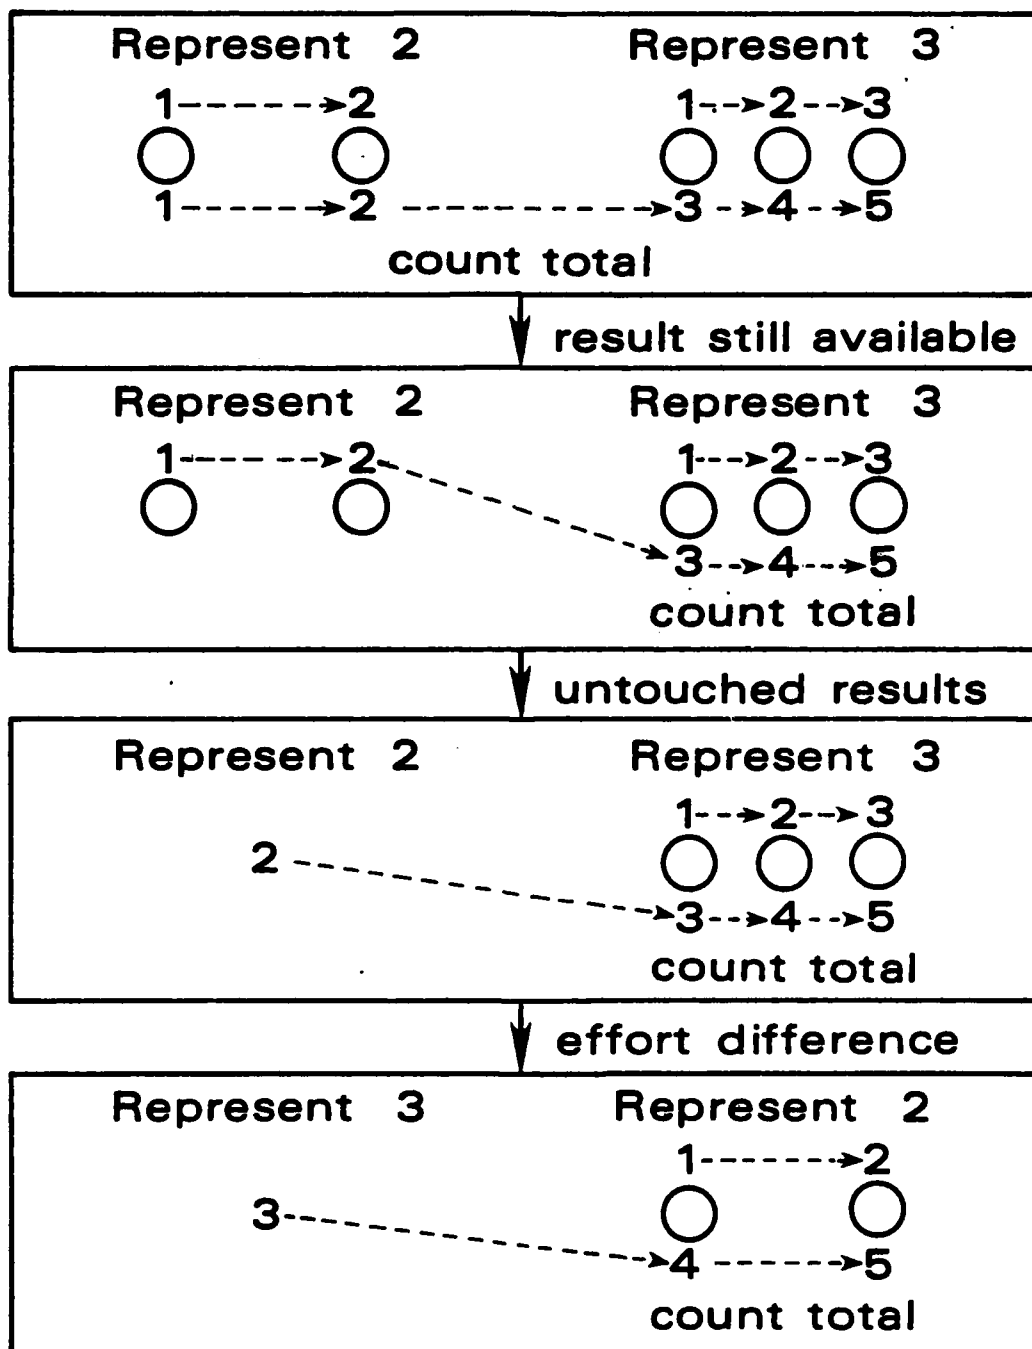 Represent 2 Represent 3
1 2 1 2 3
1 2 3 4 5
count total
result still available
Represent 2 Represent 3
1 2 1 2 3
3 4 5
count total
untouched results
Represent 2 Represent 3
1 2 3
2
3 4 5
count total
effort difference
Represent 3 Represent 2
1 2
3
4 5
count total